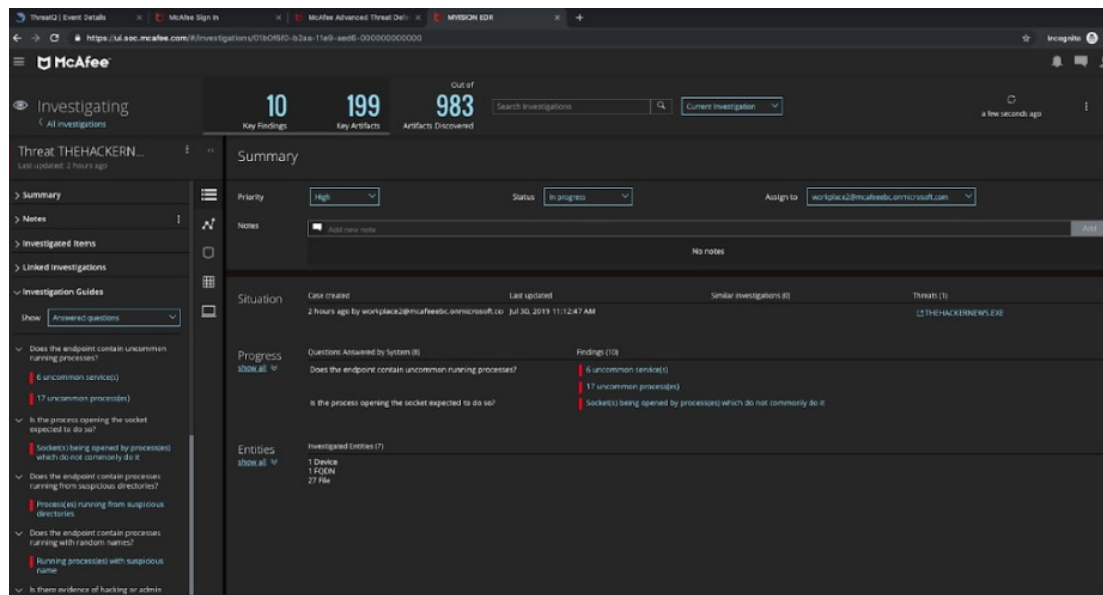 ThreatQ | Event Details
McAfee Sign In
McAfee Advanced Threat Def
MVISION EDR
https://ui.soc.mcafee.com/#/investigations/01b0f6f0-b2aa-11e9-aed6-000000000000
Incognito
McAfee
Investigating
All investigations
10
Key Findings
199
Key Artifacts
Out of
983
Artifacts Discovered
Search Investigations
Current Investigation
a few seconds ago
Threat THEHACKERN...
Last updated: 2 hours ago
Summary
Notes
Investigated Items
Linked Investigations
Investigation Guides
Show
Answered questions
Does the endpoint contain uncommon
running processes?
6 uncommon service(s)
17 uncommon process(es)
Is the process opening the socket
expected to do so?
Socket(s) being opened by process(es)
which do not commonly do it
Does the endpoint contain processes
running from suspicious directories?
Process(es) running from suspicious
directories
Does the endpoint contain processes
running with random names?
Running process(es) with suspicious
name
Is there evidence of hacking or admin
Summary
Priority
High
Status
In progress
Assign to
workplace2@mcafeeebc.onmicrosoft.com
Notes
Add new note
Add
No notes
Situation
Case created
Last updated
Similar investigations (0)
Threats (1)
2 hours ago by workplace2@mcafeeebc.onmicrosoft.co
Jul 30, 2019 11:12:47 AM
THEHACKERNEWS.EXE
Progress
show all
Questions Answered by System (8)
Findings (10)
Does the endpoint contain uncommon running processes?
6 uncommon service(s)
17 uncommon process(es)
Is the process opening the socket expected to do so?
Socket(s) being opened by process(es) which do not commonly do it
Entities
show all
Investigated Entities (7)
1 Device
1 FQDN
27 File